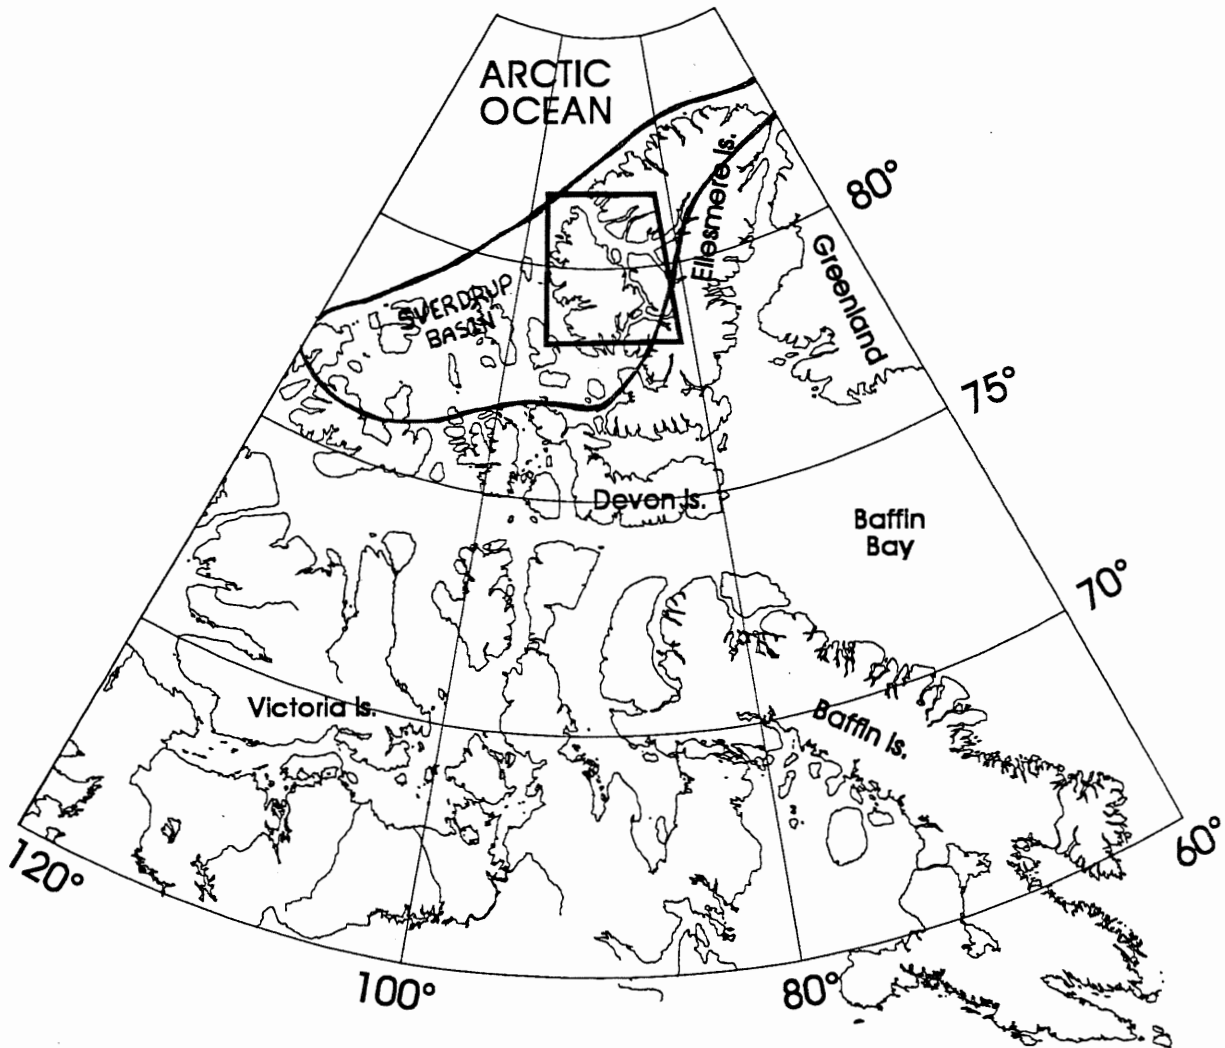 ARCTIC
OCEAN
80°
Ellesmere Is.
Greenland
SVERDRUP
BASIN
75°
Devon Is.
Baffin
Bay
70°
Victoria Is.
Baffin Is.
60°
120°
100°
80°